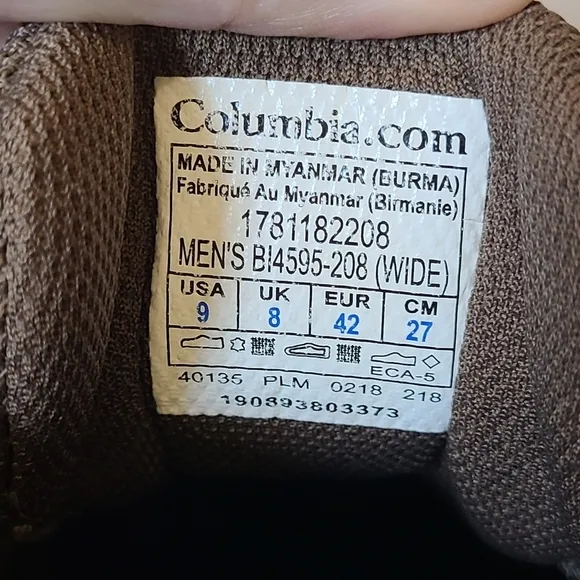 Columbia.com
MADE IN MYANMAR (BURMA)
Fabriqué Au Myanmar (Birmanie)
1781182208
MEN'S BI4595-208 (WIDE)
USA UK EUR CM
9 8 42 27
ECA-5
40135 PLM 0218 218
190893803373